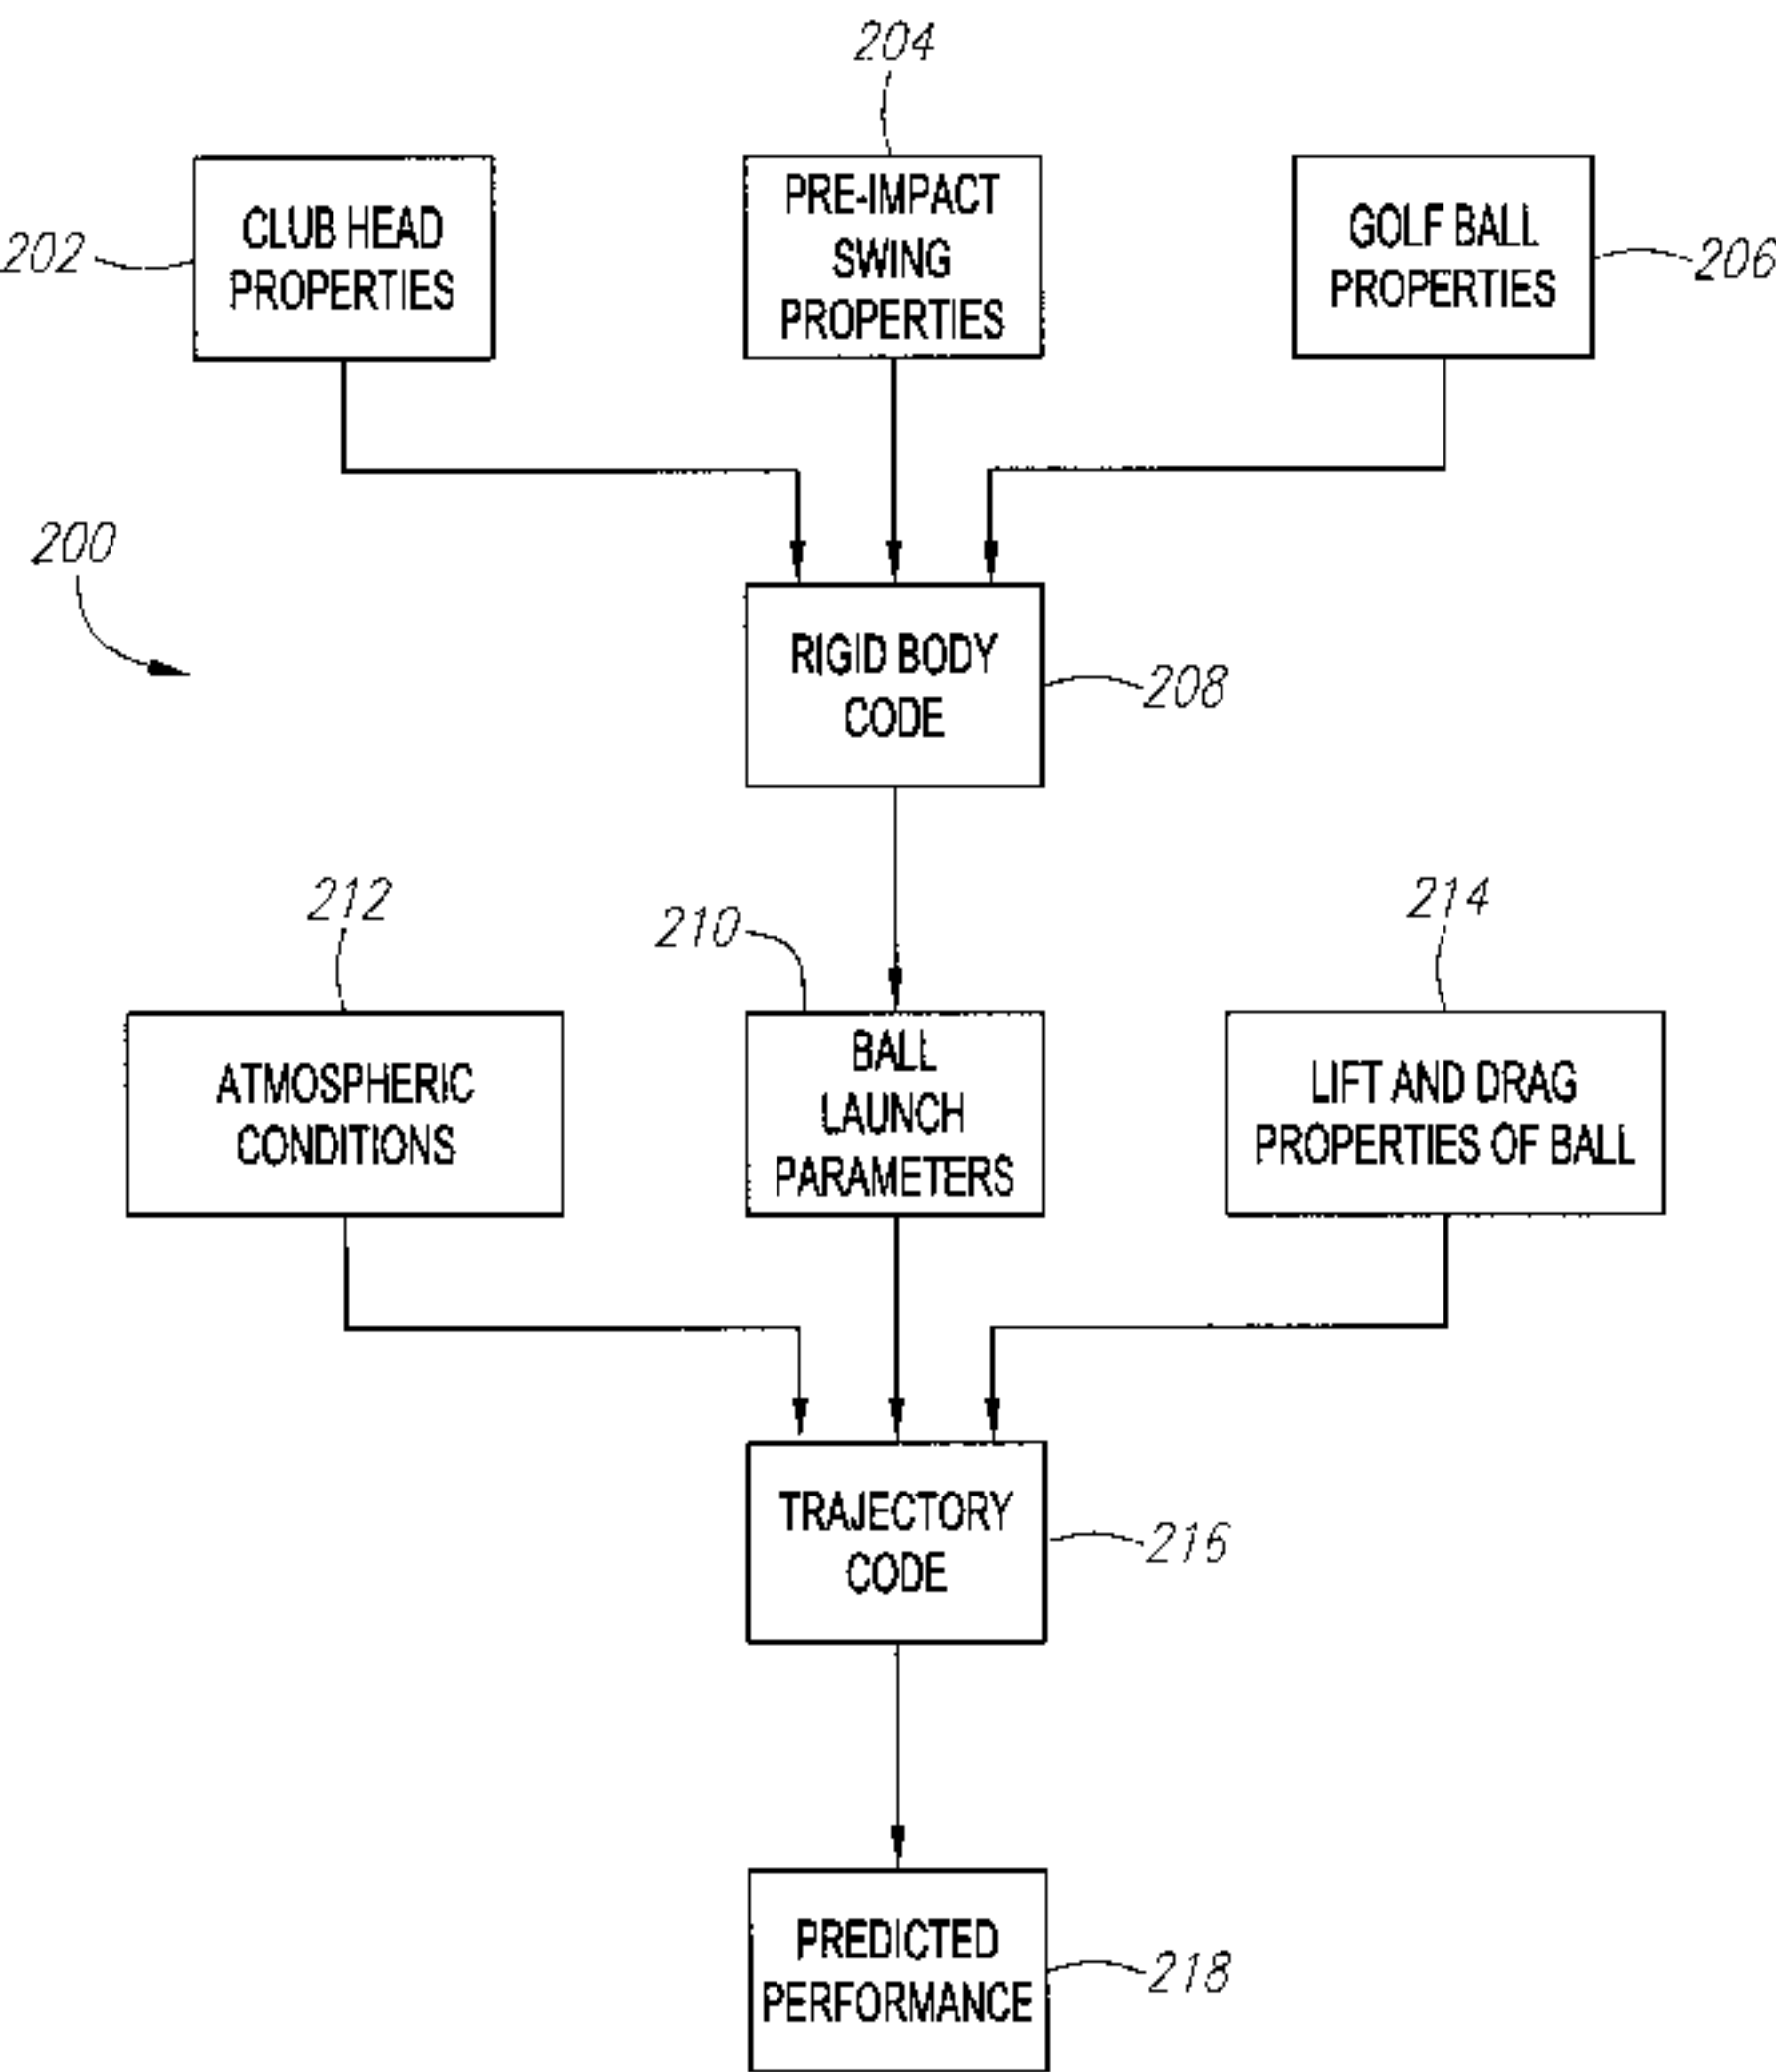 204
CLUB HEAD
PROPERTIES
202
PRE-IMPACT
SWING
PROPERTIES
GOLF BALL
PROPERTIES
206
200
RIGID BODY
CODE
208
212
210
214
ATMOSPHERIC
CONDITIONS
BALL
LAUNCH
PARAMETERS
LIFT AND DRAG
PROPERTIES OF BALL
TRAJECTORY
CODE
216
PREDICTED
PERFORMANCE
218